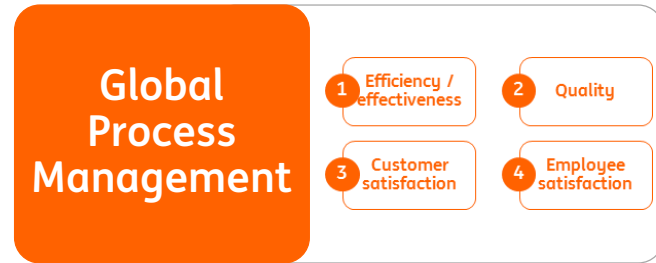 Global
Process
Management
1
Efficiency /
effectiveness
2
Quality
3
Customer
satisfaction
4
Employee
satisfaction